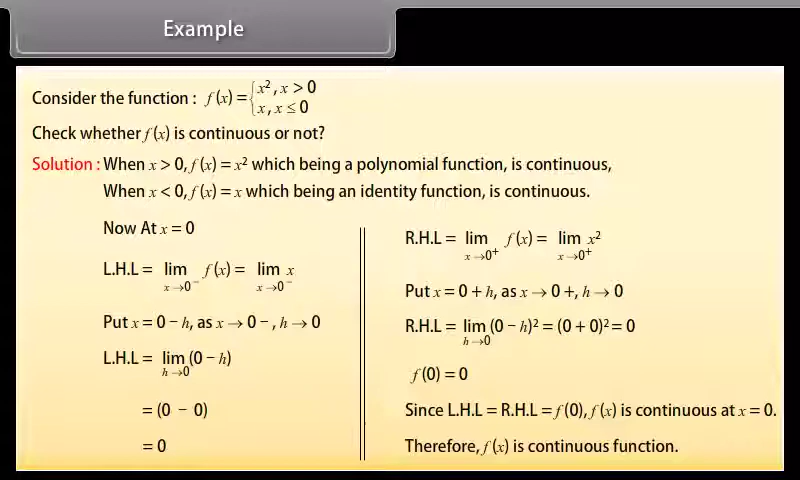 Example
Consider the function : f(x) = { x², x > 0
x, x ≤ 0
Check whether f(x) is continuous or not?
Solution : When x > 0, f(x) = x² which being a polynomial function, is continuous,
When x < 0, f(x) = x which being an identity function, is continuous.
Now At x = 0
L.H.L = lim x→0⁻ f(x) = lim x→0⁻ x
Put x = 0 – h, as x → 0 –, h → 0
L.H.L = lim h→0 (0 – h)
= (0 – 0)
= 0
R.H.L = lim x→0⁺ f(x) = lim x→0⁺ x²
Put x = 0 + h, as x → 0 +, h → 0
R.H.L = lim h→0 (0 – h)² = (0 + 0)² = 0
f(0) = 0
Since L.H.L = R.H.L = f(0), f(x) is continuous at x = 0.
Therefore, f(x) is continuous function.